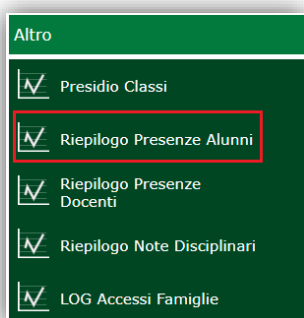 Altro
Presidio Classi
Riepilogo Presenze Alunni
Riepilogo Presenze
Docenti
Riepilogo Note Disciplinari
LOG Accessi Famiglie